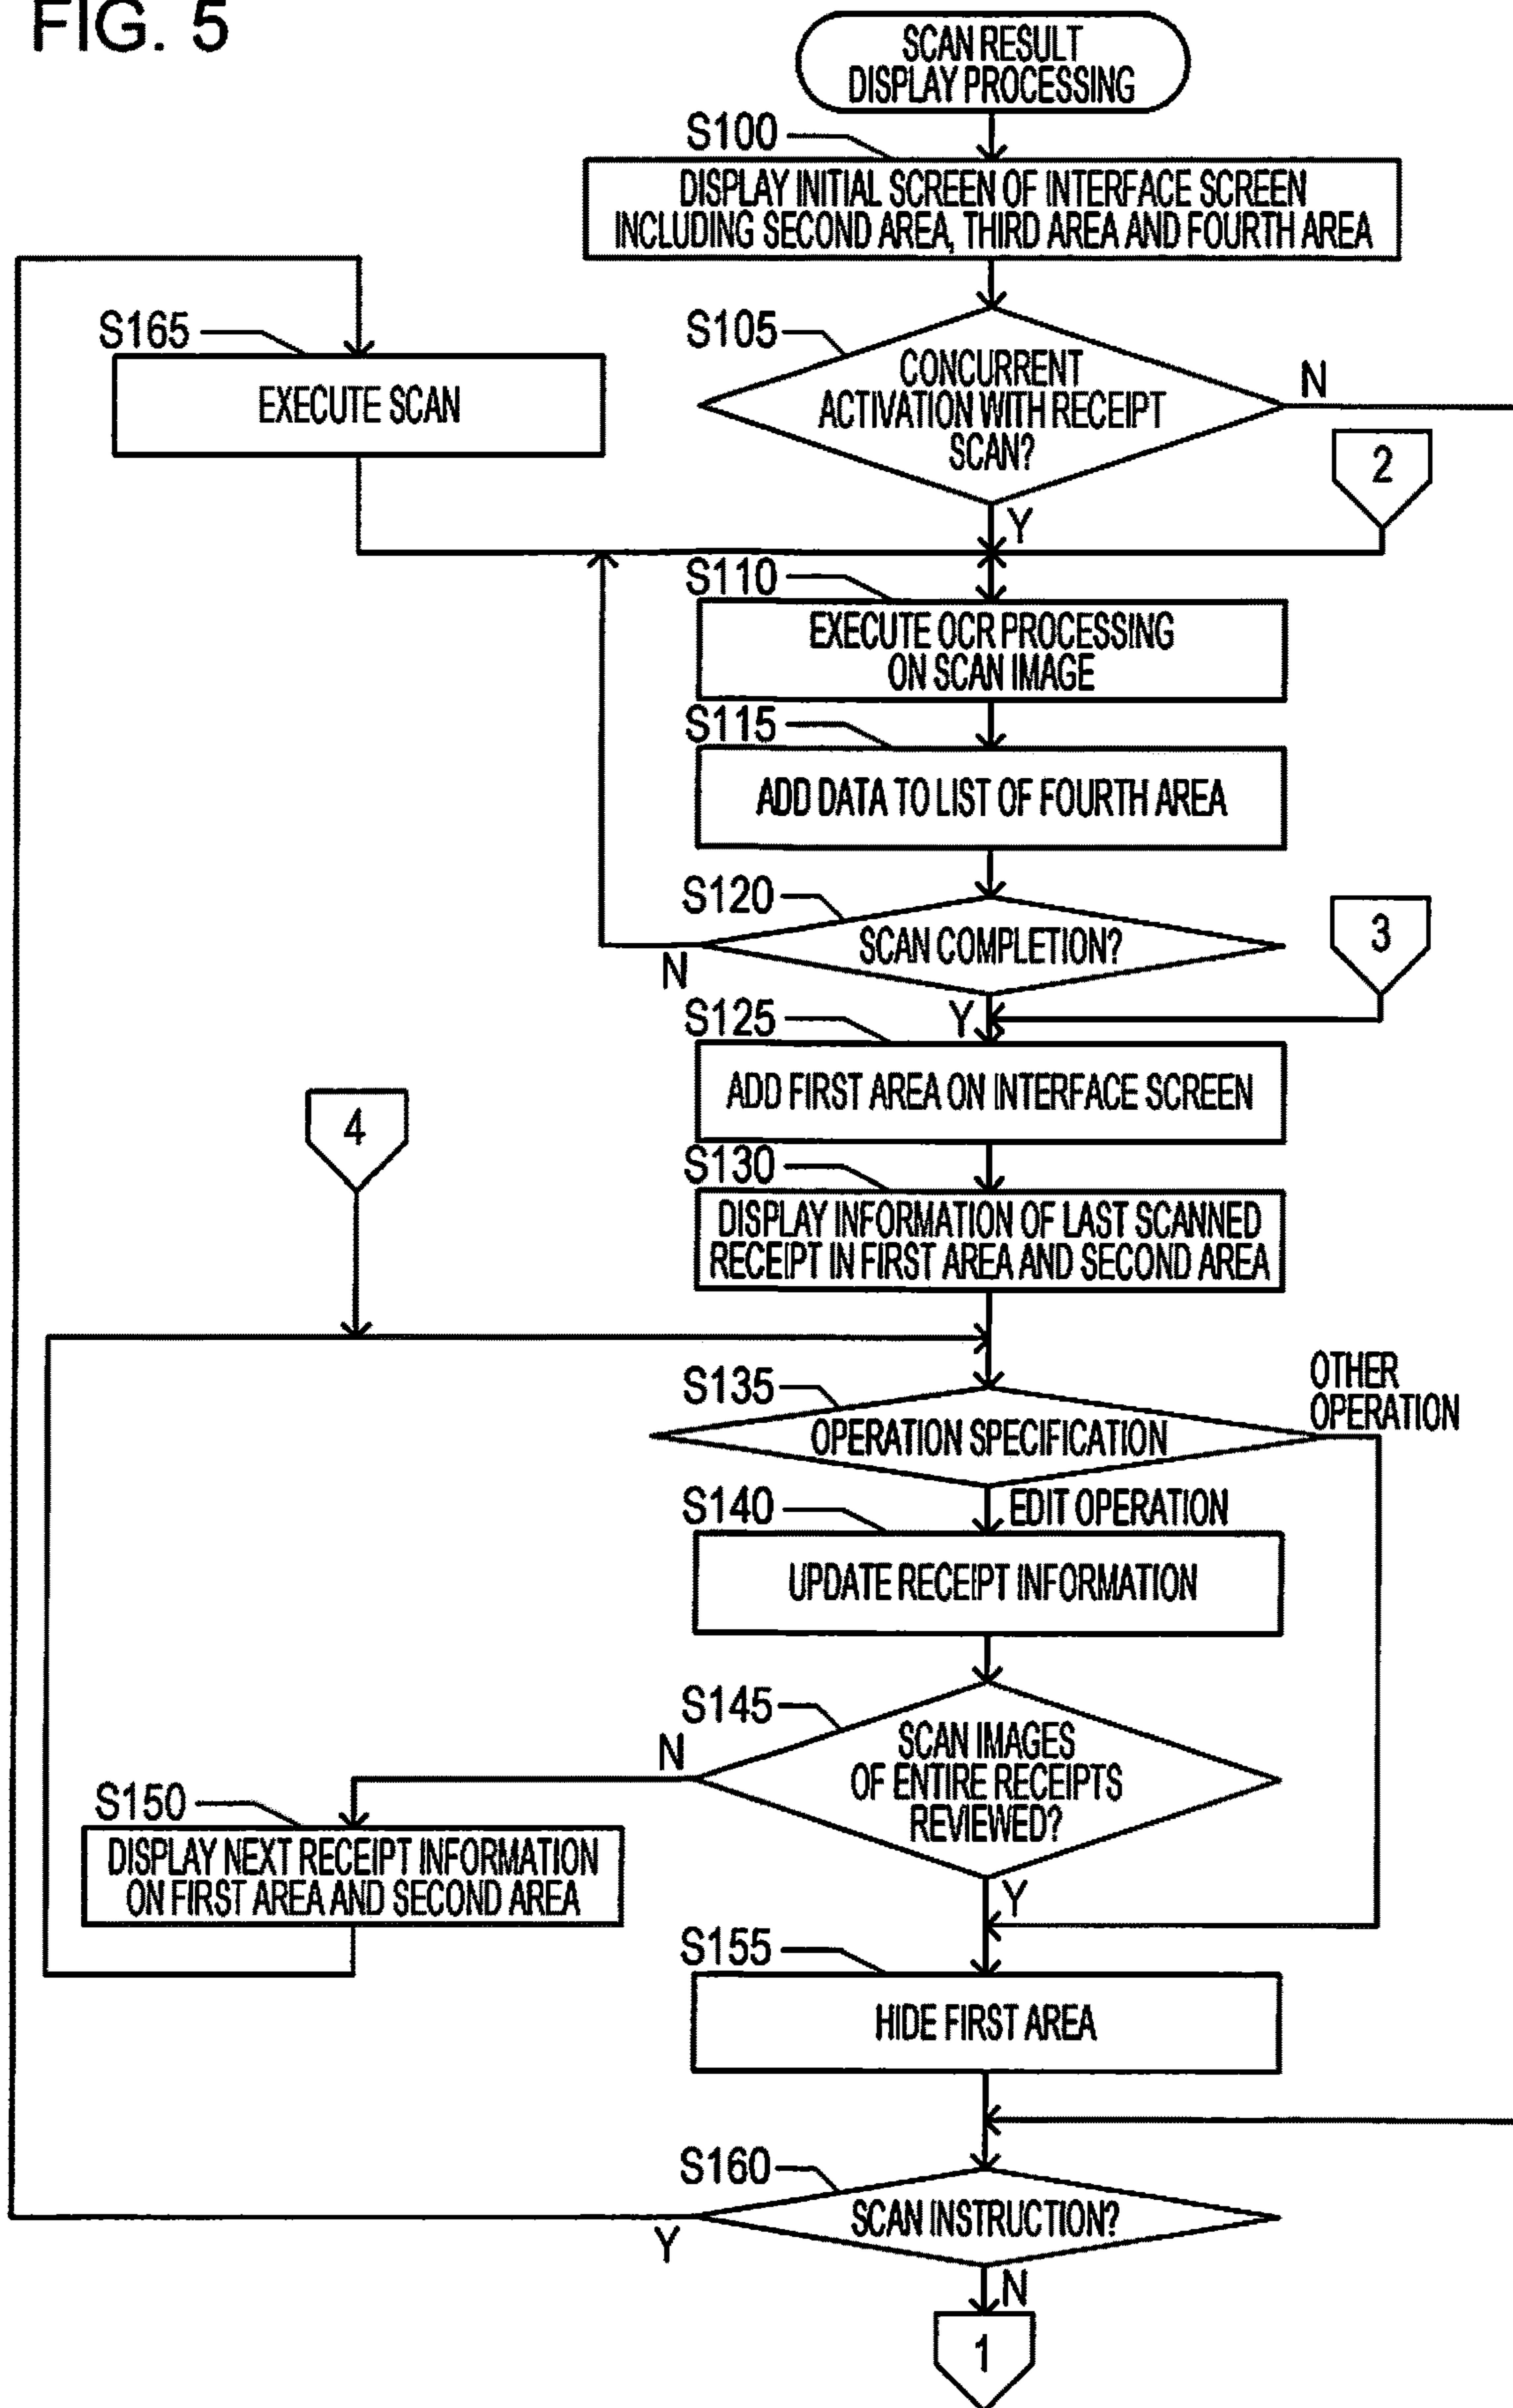 FIG. 5
SCAN RESULT
DISPLAY PROCESSING
S100
DISPLAY INITIAL SCREEN OF INTERFACE SCREEN
INCLUDING SECOND AREA, THIRD AREA AND FOURTH AREA
S165
EXECUTE SCAN
S105
CONCURRENT
ACTIVATION WITH RECEIPT
SCAN?
N
2
Y
S110
EXECUTE OCR PROCESSING
ON SCAN IMAGE
S115
ADD DATA TO LIST OF FOURTH AREA
S120
SCAN COMPLETION?
N
3
Y
S125
ADD FIRST AREA ON INTERFACE SCREEN
4
S130
DISPLAY INFORMATION OF LAST SCANNED
RECEIPT IN FIRST AREA AND SECOND AREA
S135
OPERATION SPECIFICATION
OTHER
OPERATION
EDIT OPERATION
S140
UPDATE RECEIPT INFORMATION
S145
SCAN IMAGES
OF ENTIRE RECEIPTS
REVIEWED?
N
S150
DISPLAY NEXT RECEIPT INFORMATION
ON FIRST AREA AND SECOND AREA
Y
S155
HIDE FIRST AREA
S160
SCAN INSTRUCTION?
Y
N
1